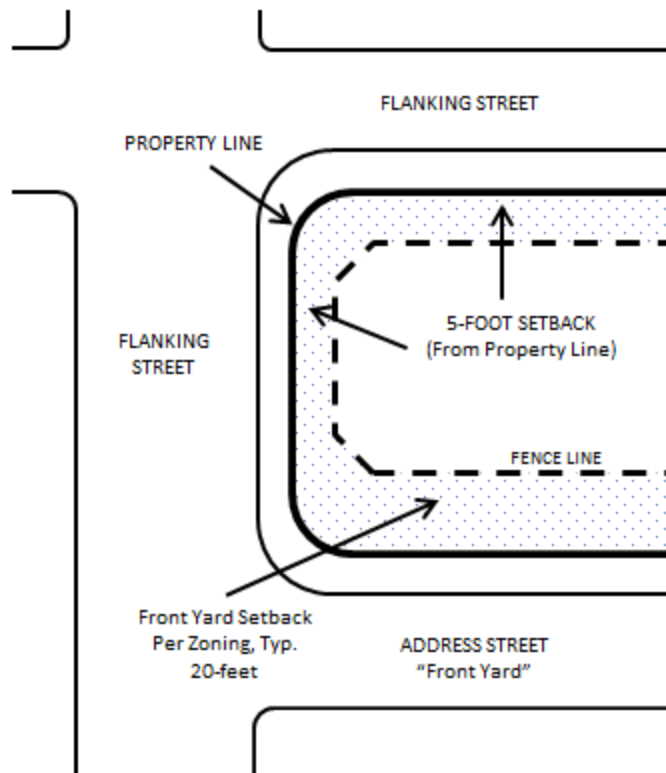 FLANKING STREET
PROPERTY LINE
5-FOOT SETBACK
(From Property Line)
FLANKING
STREET
FENCE LINE
Front Yard Setback
Per Zoning, Typ.
20-feet
ADDRESS STREET
“Front Yard”